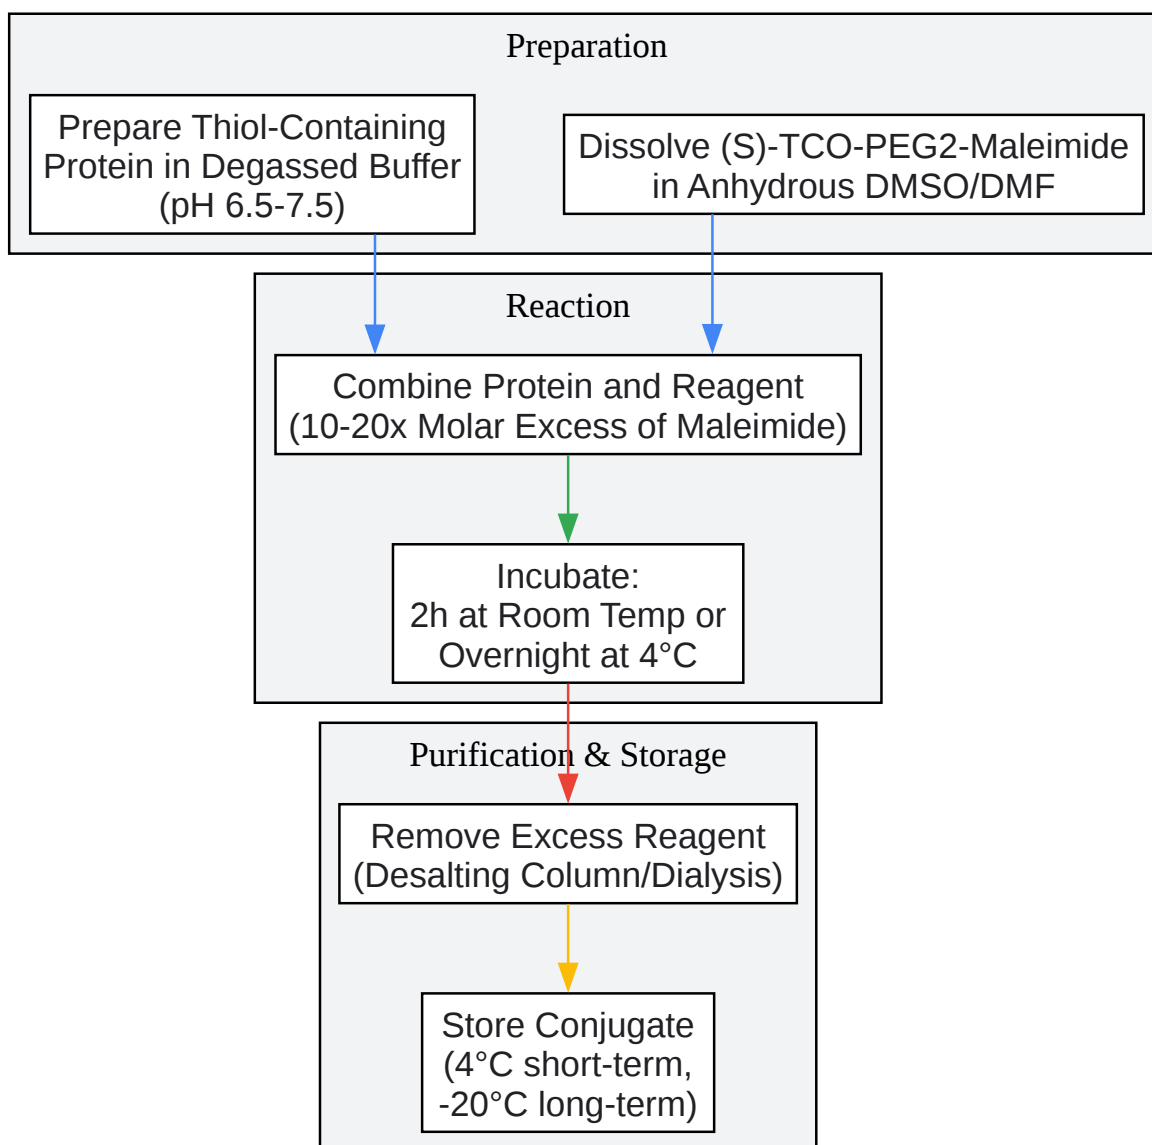 Preparation
Prepare Thiol-Containing
Protein in Degassed Buffer
(pH 6.5-7.5)
Dissolve (S)-TCO-PEG2-Maleimide
in Anhydrous DMSO/DMF
Reaction
Combine Protein and Reagent
(10-20x Molar Excess of Maleimide)
Incubate:
2h at Room Temp or
Overnight at 4°C
Purification & Storage
Remove Excess Reagent
(Desalting Column/Dialysis)
Store Conjugate
(4°C short-term,
-20°C long-term)